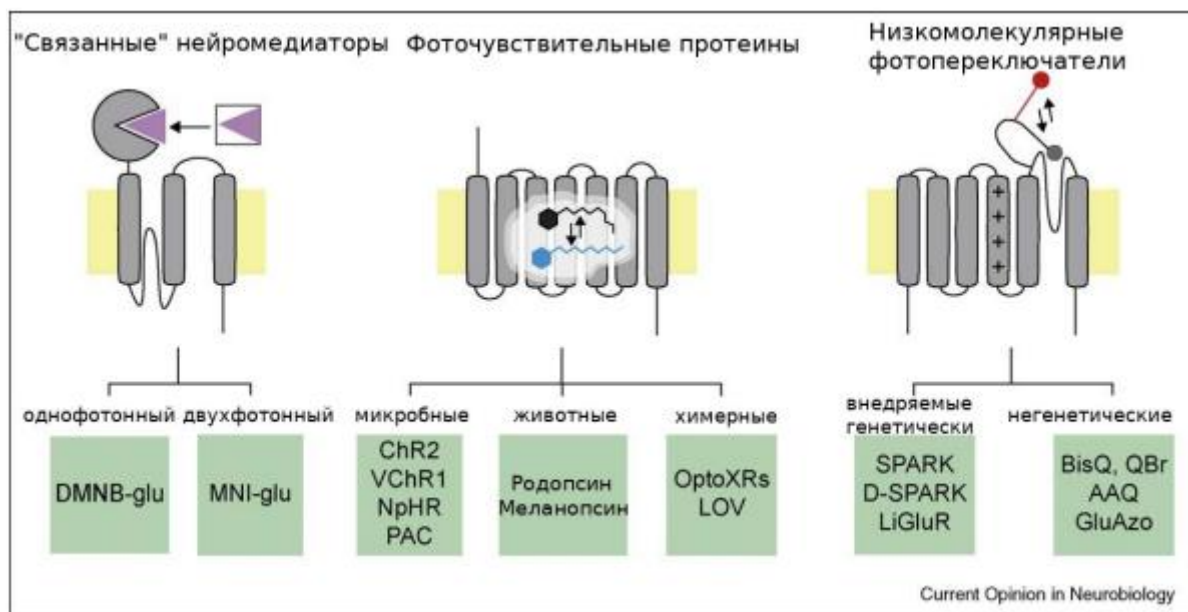 "Связанные" нейромедиаторы
Фоточувствительные протеины
Низкомолекулярные
фотопереключатели
+
+
+
+
однофотонный
двухфотонный
микробные
животные
химерные
внедряемые
генетически
негенетические
DMNB-glu
MNI-glu
ChR2
VChR1
NpHR
PAC
Родопсин
Меланопсин
OptoXRs
LOV
SPARK
D-SPARK
LiGluR
BisQ, QBr
AAQ
GluAzo
Current Opinion in Neurobiology